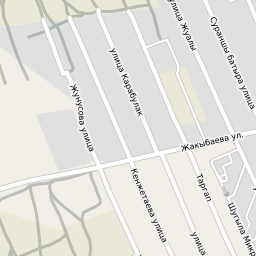 улица Жуалы
Сураншы батыра улица
улица Карабулак
Жунусова улица
Жакыбаева ул.
Кенжетаева улица
Таргап
улица
Шугыла Микр